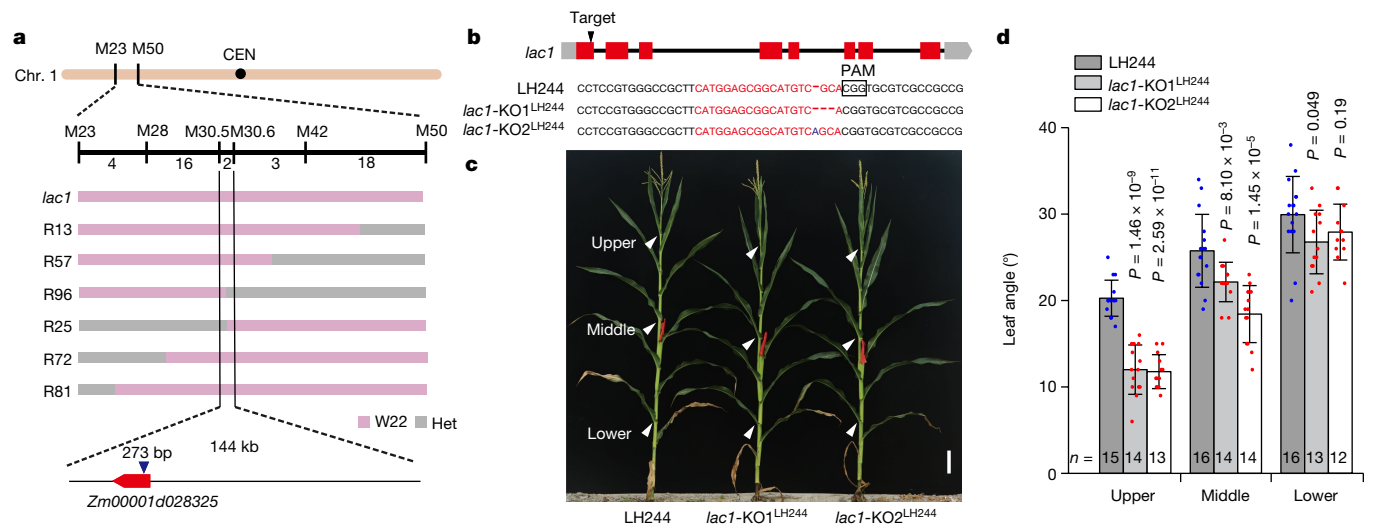 a
M23 M50
CEN
Chr. 1
M23 M28 M30.5 M30.6 M42 M50
4 16 2 3 18
lac1
R13
R57
R96
R25
R72
R81
W22 Het
144 kb
273 bp
Zm00001d028325
b
Target
lac1
PAM
LH244 CCTCCGTGGGCCGCTTCATGGAGCGGCATGTC-GCACGGTGCGTCGCCGCCG
lac1-KO1LH244 CCTCCGTGGGCCGCTTCATGGAGCGGCATGTC---ACGGTGCGTCGCCGCCG
lac1-KO2LH244 CCTCCGTGGGCCGCTTCATGGAGCGGCATGTCAGCACGGTGCGTCGCCGCCG
c
Upper
Middle
Lower
LH244 lac1-KO1LH244 lac1-KO2LH244
d
LH244
lac1-KO1LH244
lac1-KO2LH244
Leaf angle (°)
40
30
20
10
0
P = 1.46 × 10–9
P = 2.59 × 10–11
P = 8.10 × 10–3
P = 1.45 × 10–5
P = 0.049
P = 0.19
n = 15 14 13 16 14 14 16 13 12
Upper Middle Lower